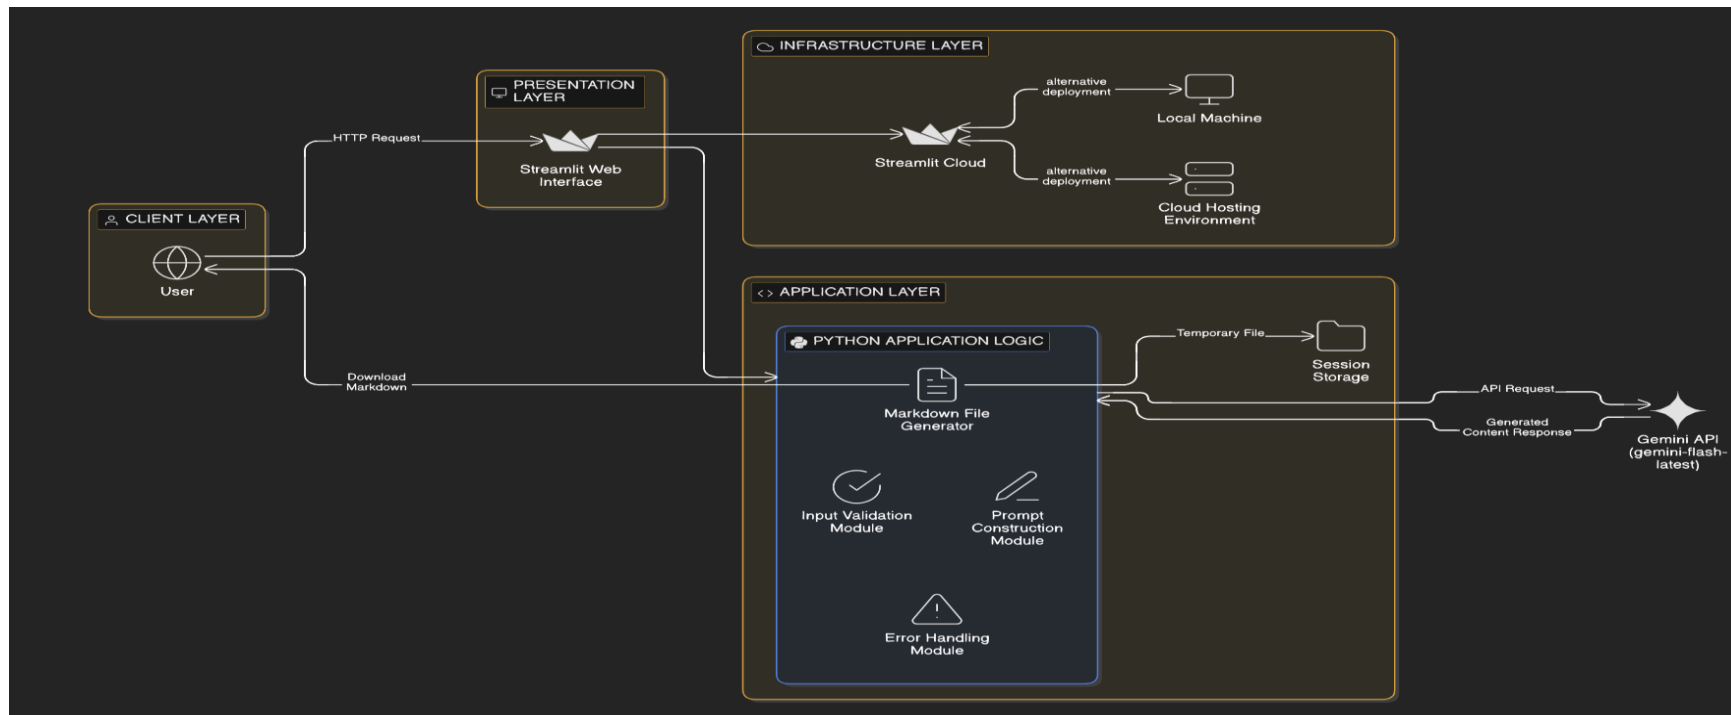 INFRASTRUCTURE LAYER
PRESENTATION
LAYER
alternative
deployment
Local Machine
HTTP Request
Streamlit Web
Interface
Streamlit Cloud
alternative
deployment
Cloud Hosting
Environment
CLIENT LAYER
User
APPLICATION LAYER
PYTHON APPLICATION LOGIC
Temporary File
Session
Storage
Download
Markdown
Markdown File
Generator
API Request
Generated
Content Response
Gemini API
(gemini-flash-
latest)
Input Validation
Module
Prompt
Construction
Module
Error Handling
Module